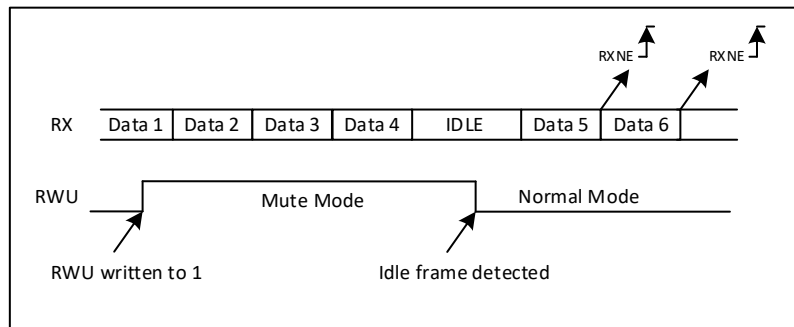 RXNE RXNE
RX Data 1 Data 2 Data 3 Data 4 IDLE Data 5 Data 6
RWU Mute Mode Normal Mode
RWU written to 1 Idle frame detected